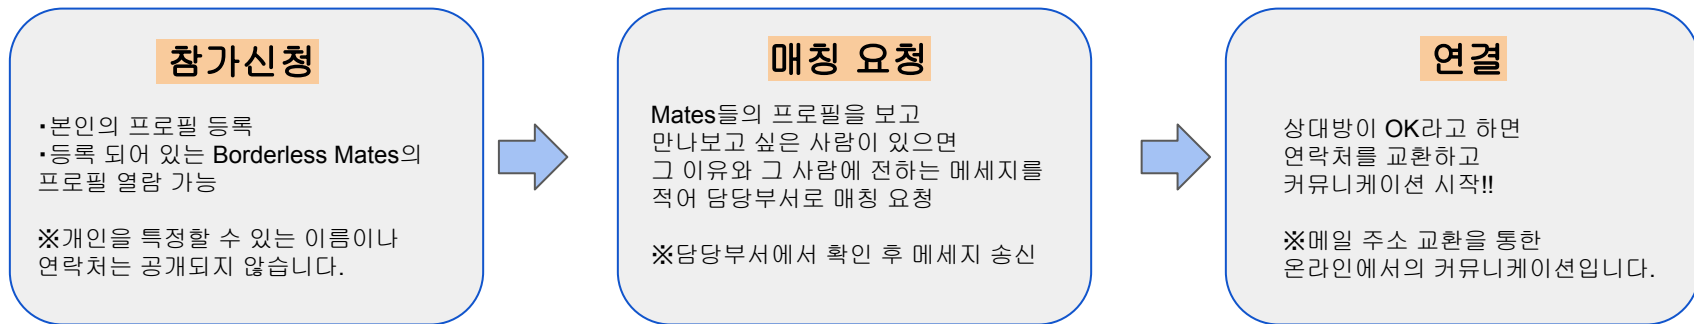 참가신청
・본인의 프로필 등록
・등록 되어 있는 Borderless Mates의
프로필 열람 가능
※개인을 특정할 수 있는 이름이나
연락처는 공개되지 않습니다.
매칭 요청
Mates들의 프로필을 보고
만나보고 싶은 사람이 있으면
그 이유와 그 사람에 전하는 메세지를
적어 담당부서로 매칭 요청
※담당부서에서 확인 후 메세지 송신
연결
상대방이 OK라고 하면
연락처를 교환하고
커뮤니케이션 시작!!
※메일 주소 교환을 통한
온라인에서의 커뮤니케이션입니다.